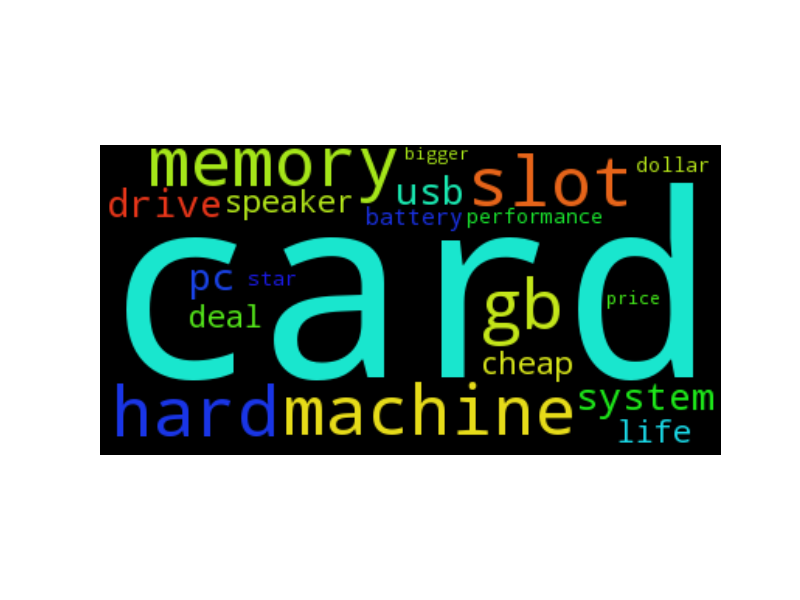 memory
bigger
slot
dollar
drive
speaker
usb
battery
performance
card
pc
star
gb
price
deal
cheap
hard
machine
system
life